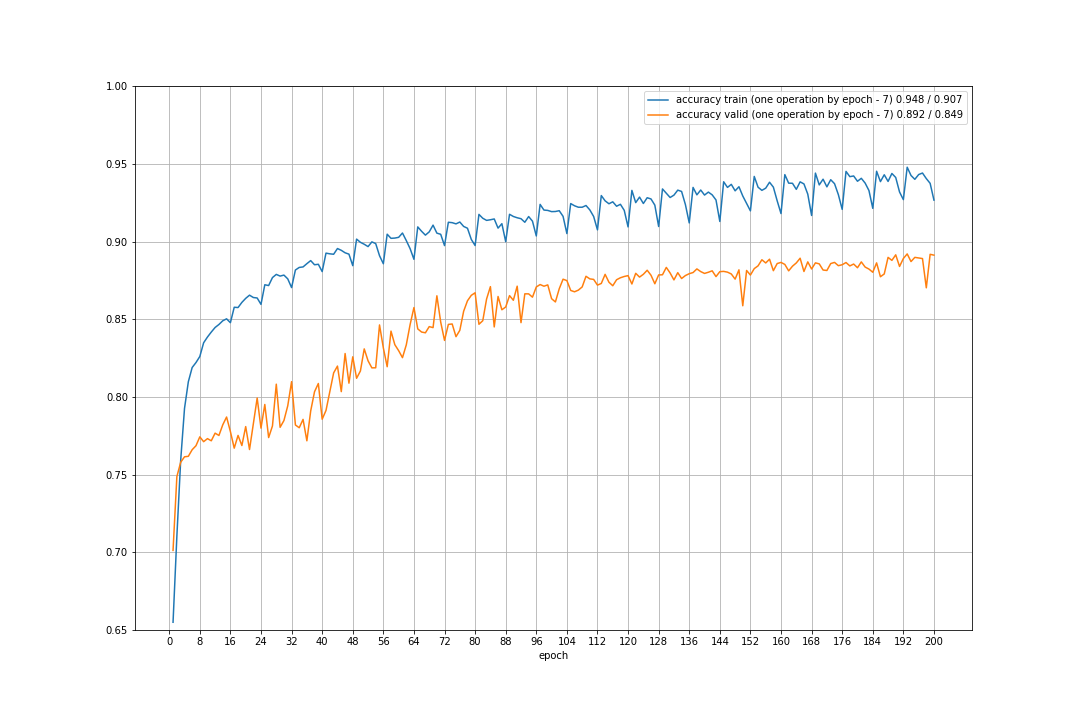 1.00
accuracy train (one operation by epoch - 7) 0.948 / 0.907
accuracy valid (one operation by epoch - 7) 0.892 / 0.849
0.95
0.90
0.85
0.80
0.75
0.70
0.65
0 8 16 24 32 40 48 56 64 72 80 88 96 104 112 120 128 136 144 152 160 168 176 184 192 200
epoch